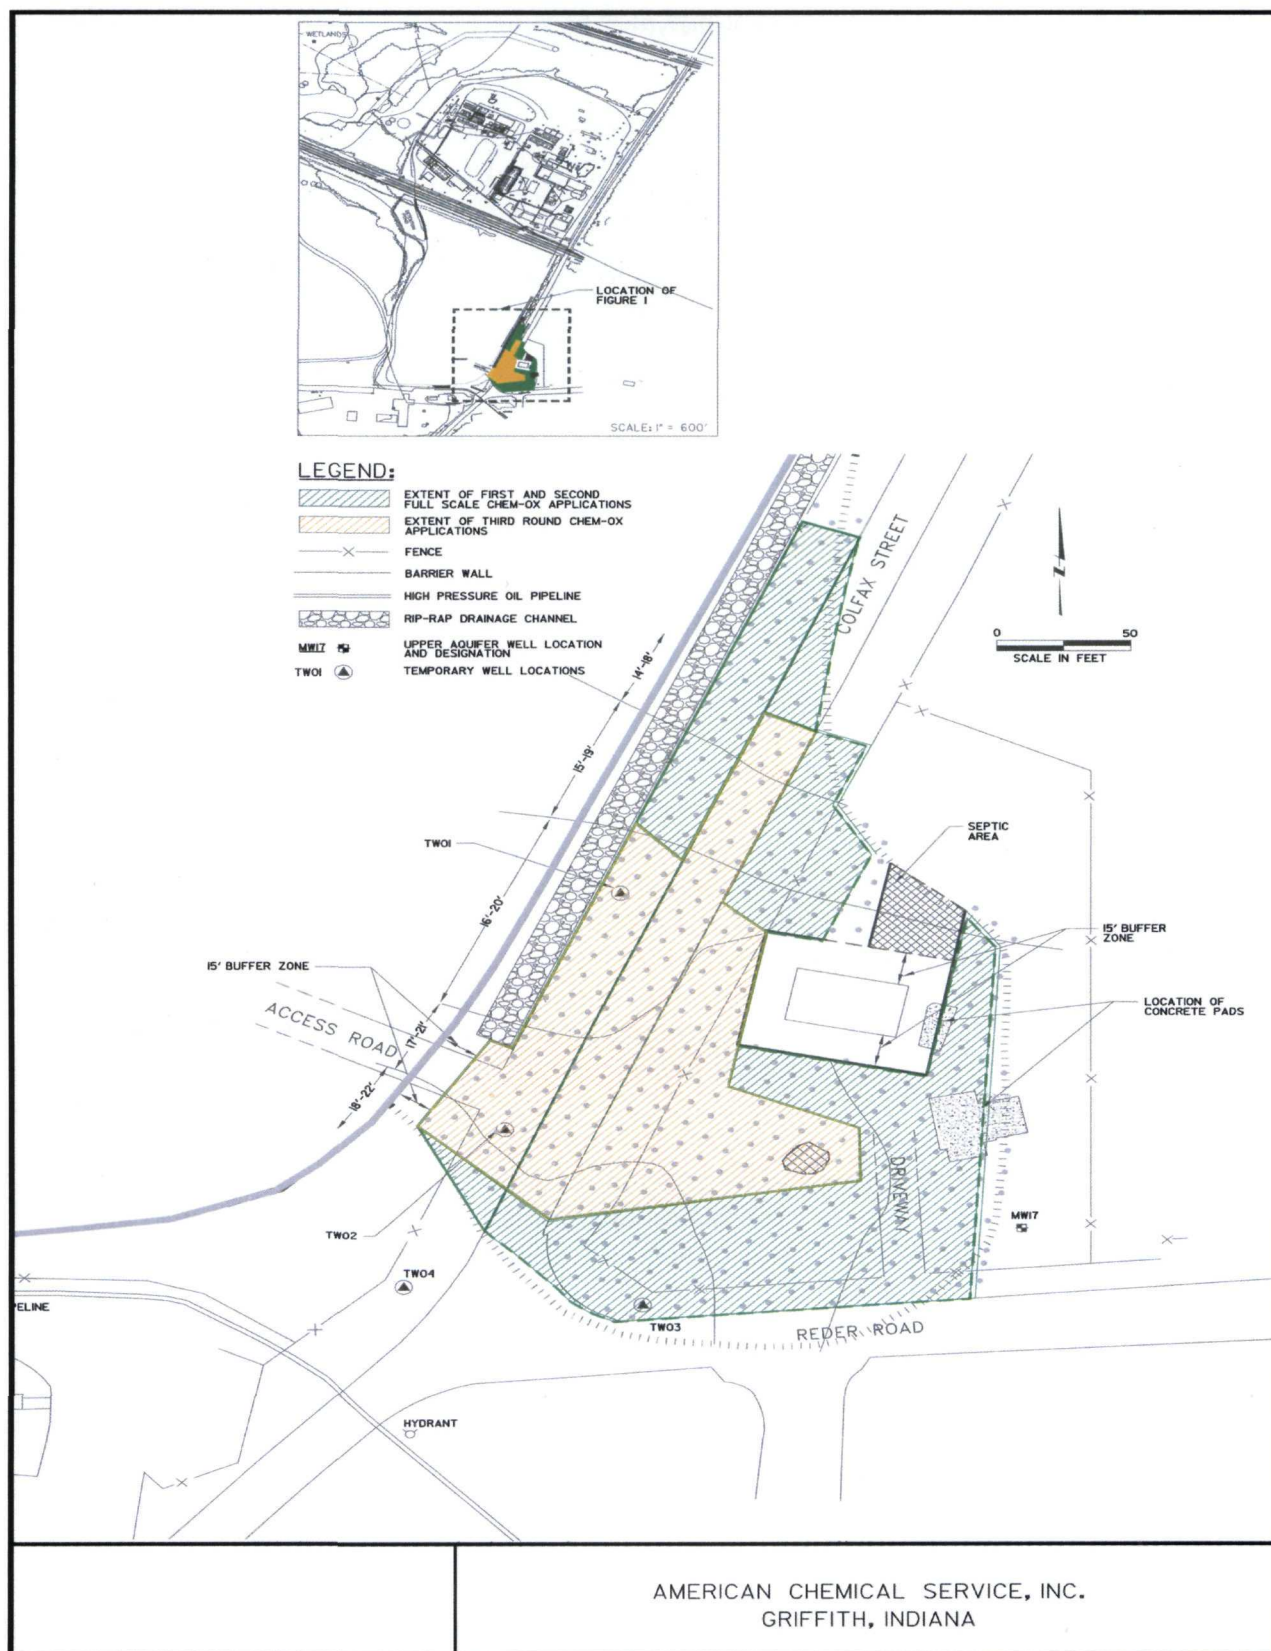 WETLANDS
LOCATION OF
FIGURE 1
SCALE: 1" = 600'
LEGEND:
EXTENT OF FIRST AND SECOND
FULL SCALE CHEM-OX APPLICATIONS
EXTENT OF THIRD ROUND CHEM-OX
APPLICATIONS
FENCE
BARRIER WALL
HIGH PRESSURE OIL PIPELINE
RIP-RAP DRAINAGE CHANNEL
MW17
UPPER AQUIFER WELL LOCATION
AND DESIGNATION
TW01
TEMPORARY WELL LOCATIONS
COLFAX STREET
Z
0 50
SCALE IN FEET
14'-18'
15'-19'
TW01
SEPTIC
AREA
16'-20'
15' BUFFER
ZONE
15' BUFFER ZONE
ACCESS ROAD
17'-21'
LOCATION OF
CONCRETE PADS
18'-22'
DRIVEWAY
MW17
TW02
TW04
PELINE
TW03
REDER ROAD
HYDRANT
AMERICAN CHEMICAL SERVICE, INC.
GRIFFITH, INDIANA